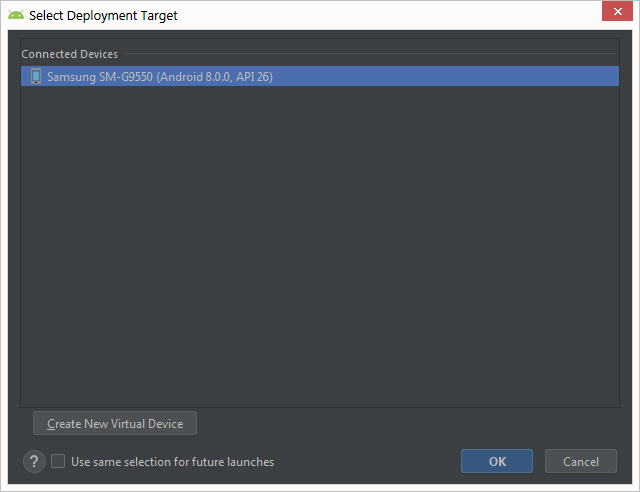 Select Deployment Target
Connected Devices
Samsung SM-G9550 (Android 8.0.0, API 26)
Create New Virtual Device
? Use same selection for future launches OK Cancel